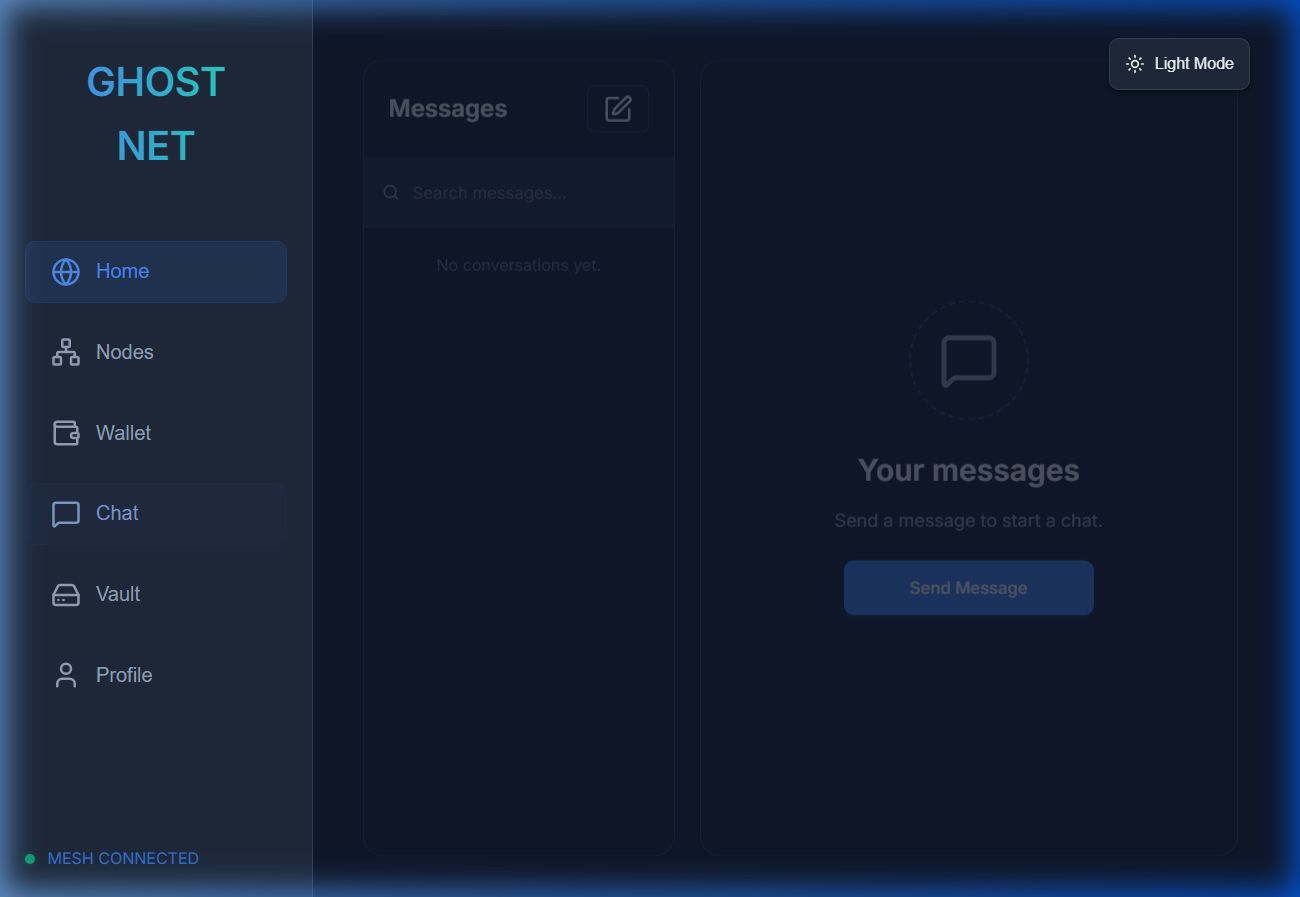 GHOST
NET
Home
Nodes
Wallet
Chat
Vault
Profile
MESH CONNECTED
Messages
Search messages...
No conversations yet.
Light Mode
Your messages
Send a message to start a chat.
Send Message